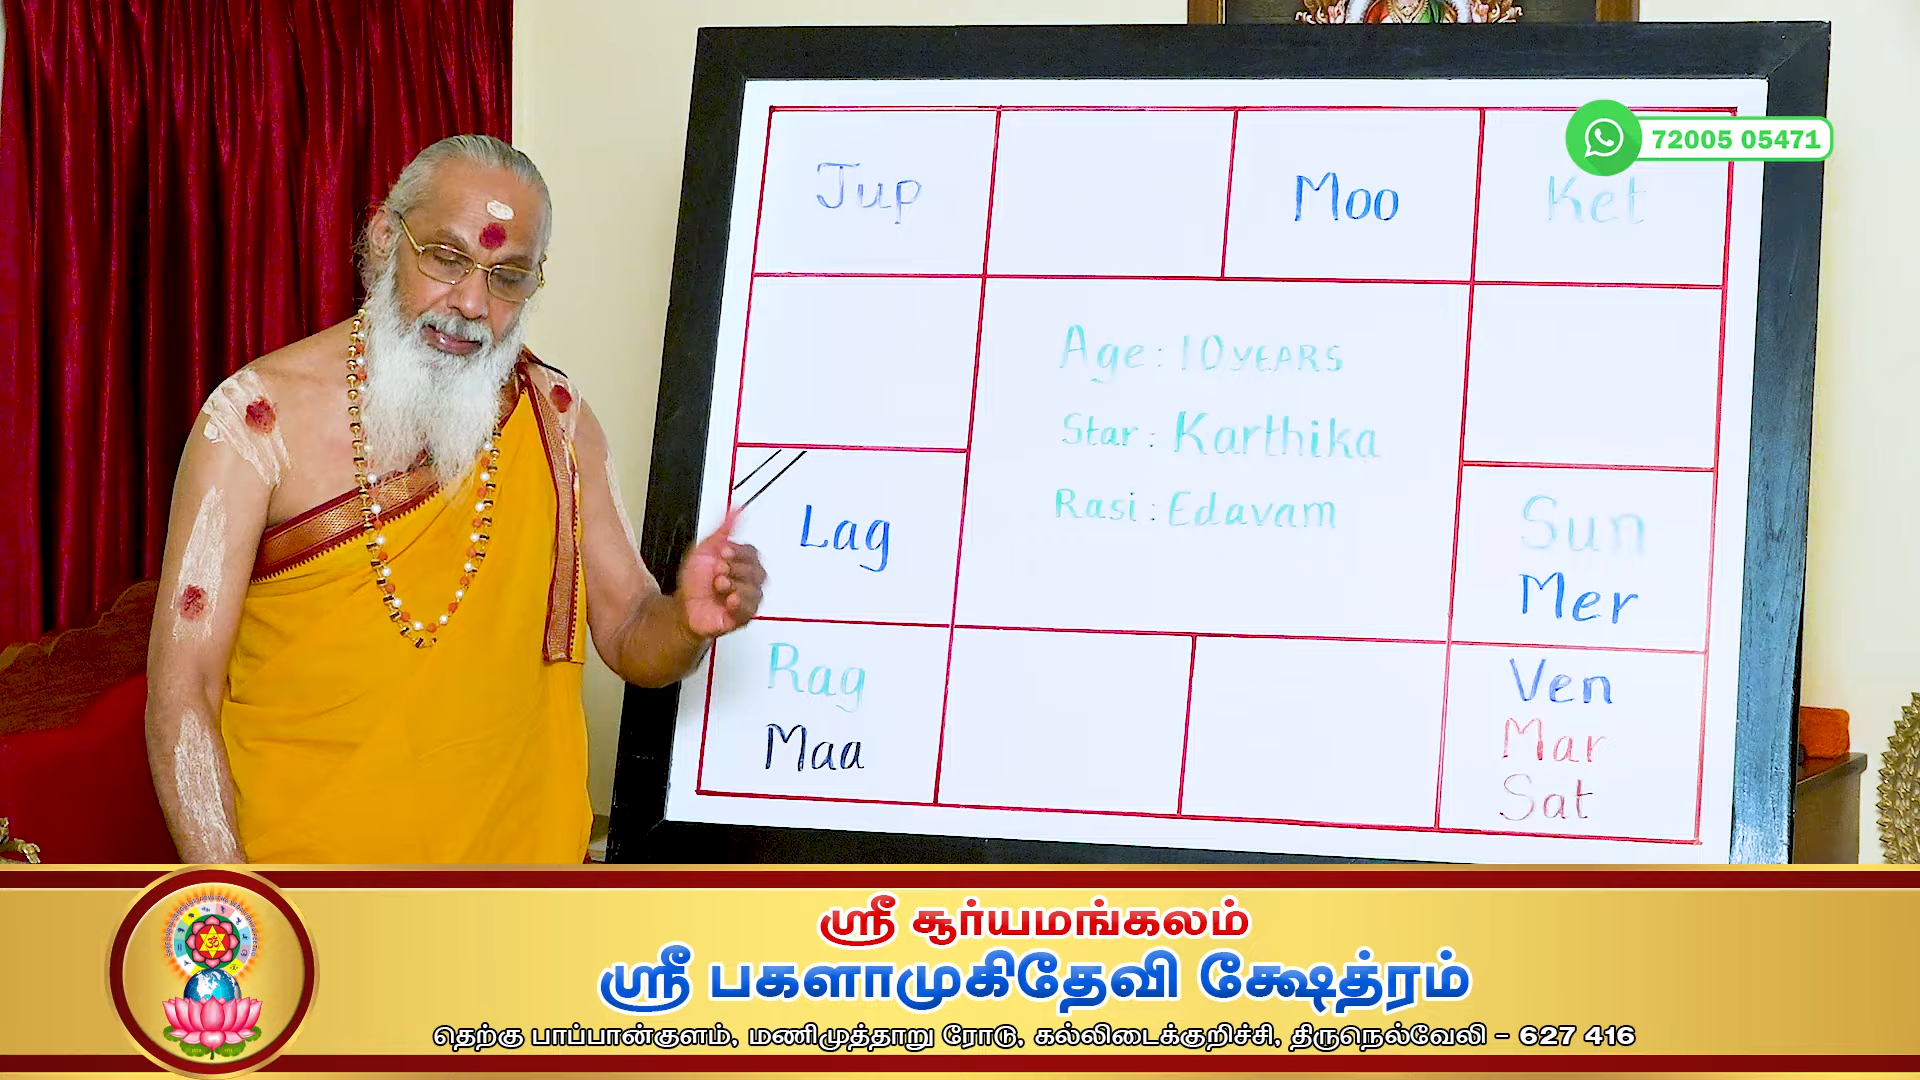 72005 05471
Jup
Moo
Ket
Age : 10 YEARS
Star : Karthika
Rasi : Edavam
Lag
Sun
Mer
Rag
Maa
Ven
Mar
Sat
ஸ்ரீ சூர்யமங்கலம்
ஸ்ரீ பகளாமுகிதேவி க்ஷேத்ரம்
தெற்கு பாப்பான்குளம், மணிமுத்தாறு ரோடு, கல்லிடைக்குறிச்சி, திருநெல்வேலி - 627 416